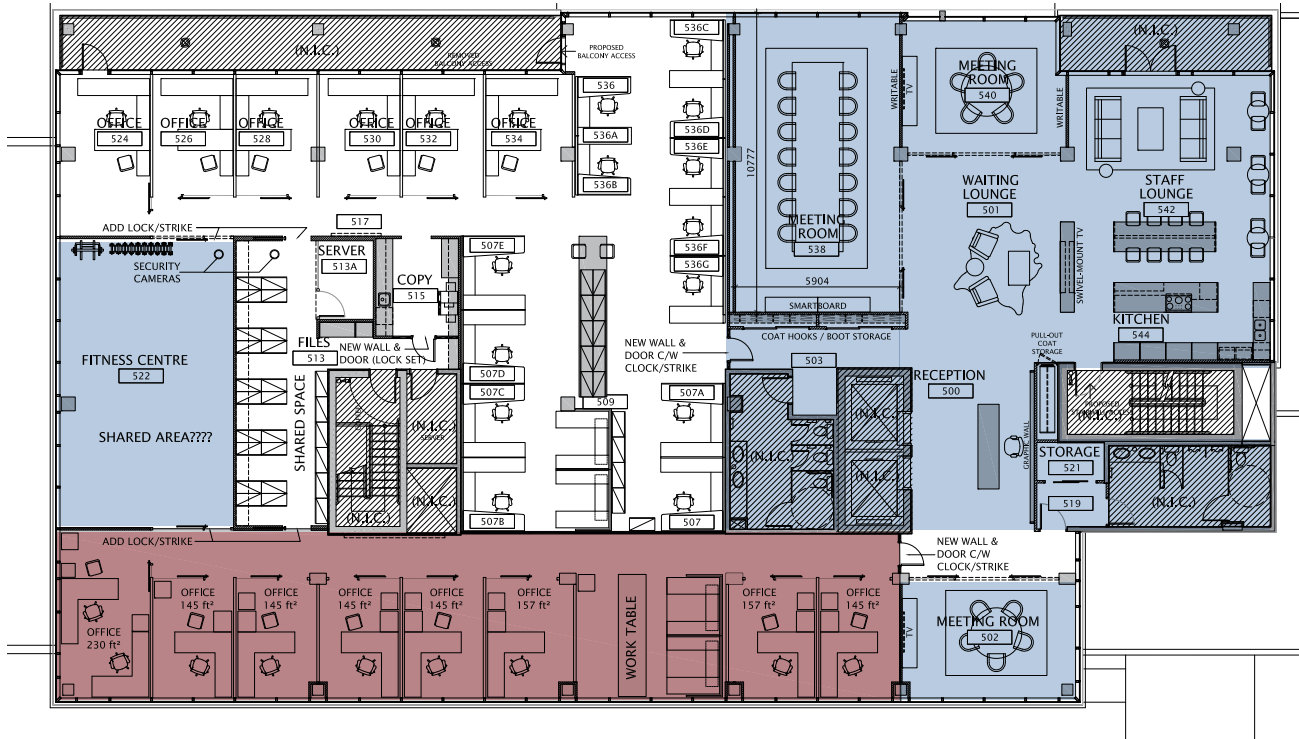 (N.I.C.)
REMOVED
BALCONY ACCESS
PROPOSED
BALCONY ACCESS
536C
(N.I.C.)
WRITABLE
TV
MEETING
ROOM
540
WRITABLE
536
OFFICE
524
OFFICE
526
OFFICE
528
OFFICE
530
OFFICE
532
OFFICE
534
536A
536D
536E
536B
10777
MEETING
ROOM
538
WAITING
LOUNGE
501
STAFF
LOUNGE
542
517
ADD LOCK/STRIKE
SECURITY
CAMERAS
SERVER
513A
COPY
515
507E
536F
536G
5904
SMARTBOARD
SWIVEL-MOUNT TV
KITCHEN
544
COAT HOOKS / BOOT STORAGE
PULL-OUT
COAT
STORAGE
FITNESS CENTRE
522
FILES
513
NEW WALL &
DOOR (LOCK SET)
NEW WALL &
DOOR C/W
CLOCK/STRIKE
503
507D
507C
509
507A
RECEPTION
500
(N.I.C.)
SHARED AREA????
SHARED SPACE
(N.I.C.)
SERVER
(N.I.C.)
GRAPHIC WALL
(N.I.C.)
STORAGE
521
(N.I.C.)
(N.I.C.)
(N.I.C.)
(N.I.C.)
(N.I.C.)
519
507B
507
ADD LOCK/STRIKE
NEW WALL &
DOOR C/W
CLOCK/STRIKE
OFFICE
230 ft²
OFFICE
145 ft²
OFFICE
145 ft²
OFFICE
145 ft²
OFFICE
145 ft²
OFFICE
157 ft²
WORK TABLE
OFFICE
157 ft²
OFFICE
145 ft²
TV
MEETING ROOM
502